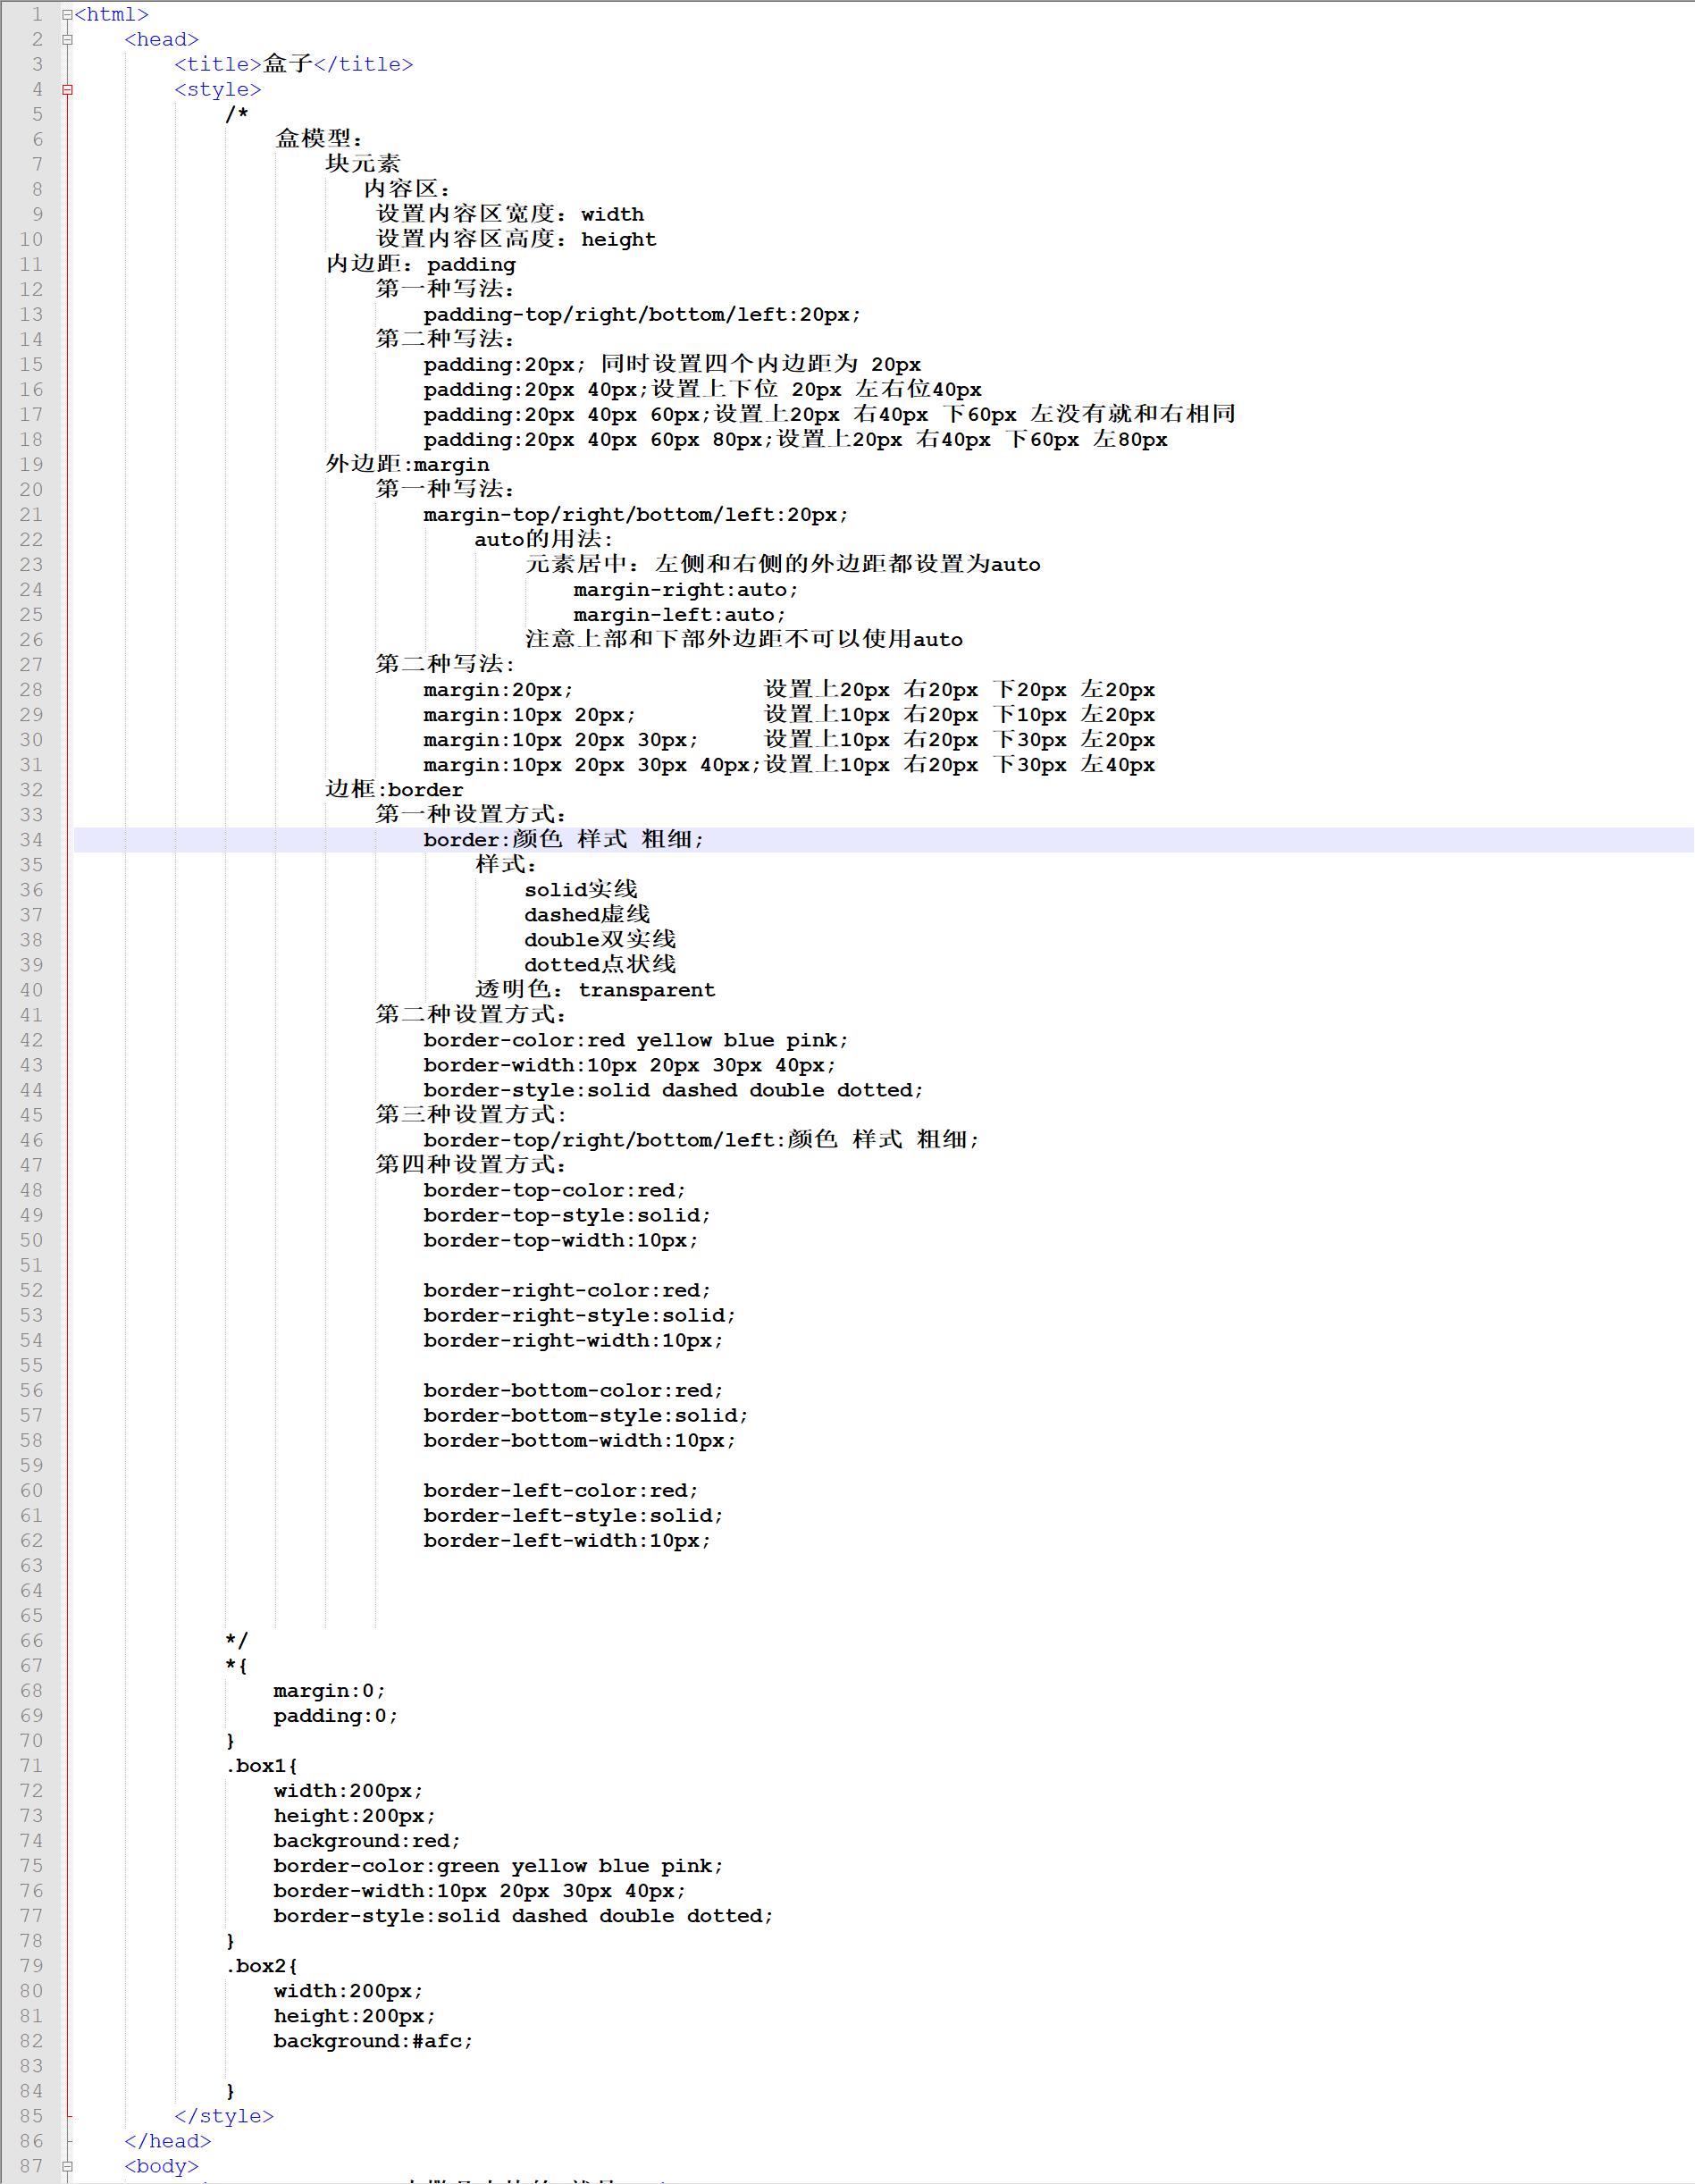 1 <html>
2 <head>
3 <title>盒子</title>
4 <style>
5 /*
6 盒模型：
7 块元素
8 内容区：
9 设置内容区宽度：width
10 设置内容区高度：height
11 内边距：padding
12 第一种写法：
13 padding-top/right/bottom/left:20px;
14 第二种写法：
15 padding:20px; 同时设置四个内边距为 20px
16 padding:20px 40px;设置上下位 20px 左右位40px
17 padding:20px 40px 60px;设置上20px 右40px 下60px 左没有就和右相同
18 padding:20px 40px 60px 80px;设置上20px 右40px 下60px 左80px
19 外边距:margin
20 第一种写法：
21 margin-top/right/bottom/left:20px;
22 auto的用法:
23 元素居中：左侧和右侧的外边距都设置为auto
24 margin-right:auto;
25 margin-left:auto;
26 注意上部和下部外边距不可以使用auto
27 第二种写法:
28 margin:20px; 设置上20px 右20px 下20px 左20px
29 margin:10px 20px; 设置上10px 右20px 下10px 左20px
30 margin:10px 20px 30px; 设置上10px 右20px 下30px 左20px
31 margin:10px 20px 30px 40px;设置上10px 右20px 下30px 左40px
32 边框:border
33 第一种设置方式：
34 border:颜色 样式 粗细;
35 样式：
36 solid实线
37 dashed虚线
38 double双实线
39 dotted点状线
40 透明色：transparent
41 第二种设置方式：
42 border-color:red yellow blue pink;
43 border-width:10px 20px 30px 40px;
44 border-style:solid dashed double dotted;
45 第三种设置方式:
46 border-top/right/bottom/left:颜色 样式 粗细;
47 第四种设置方式：
48 border-top-color:red;
49 border-top-style:solid;
50 border-top-width:10px;
51
52 border-right-color:red;
53 border-right-style:solid;
54 border-right-width:10px;
55
56 border-bottom-color:red;
57 border-bottom-style:solid;
58 border-bottom-width:10px;
59
60 border-left-color:red;
61 border-left-style:solid;
62 border-left-width:10px;
63
64
65
66 */
67 *{
68 margin:0;
69 padding:0;
70 }
71 .box1{
72 width:200px;
73 height:200px;
74 background:red;
75 border-color:green yellow blue pink;
76 border-width:10px 20px 30px 40px;
77 border-style:solid dashed double dotted;
78 }
79 .box2{
80 width:200px;
81 height:200px;
82 background:#afc;
83
84 }
85 </style>
86 </head>
87 <body>